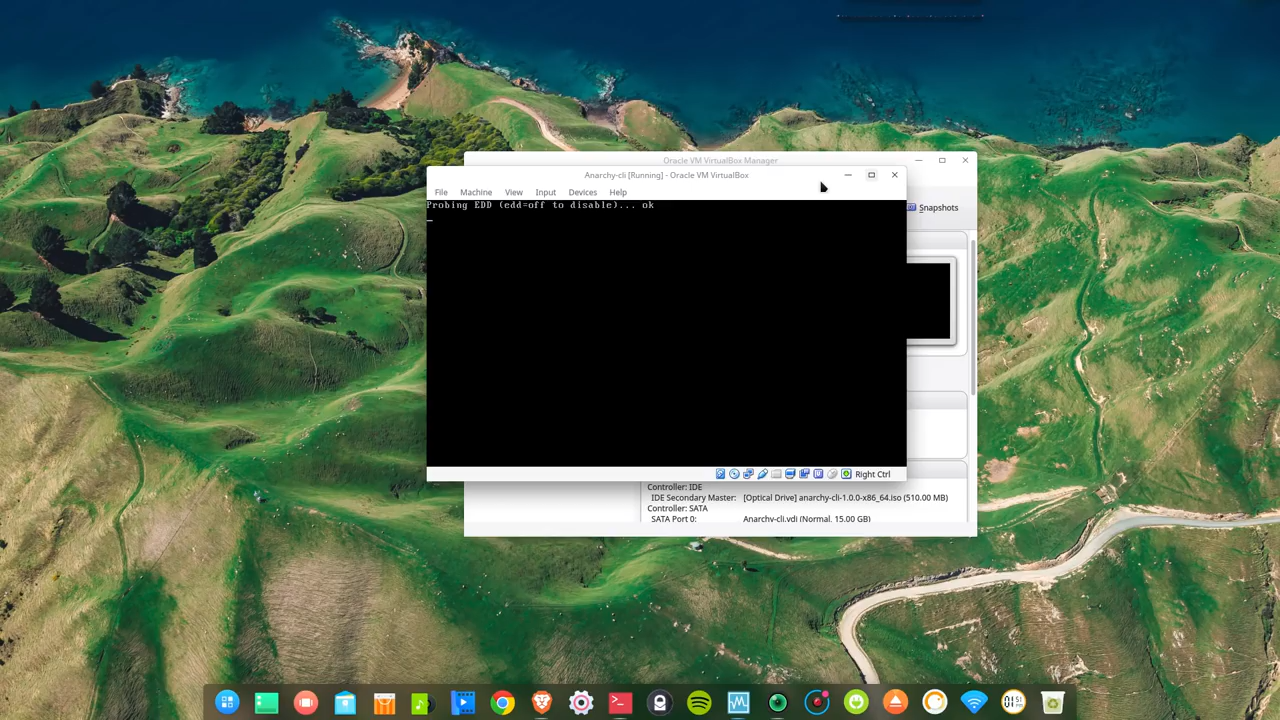 Oracle VM VirtualBox Manager
Anarchy-cli [Running] - Oracle VM VirtualBox
File Machine View Input Devices Help
Probing EDD (edd=off to disable)... ok
Snapshots
Right Ctrl
Controller: IDE
IDE Secondary Master: [Optical Drive] anarchy-cli-1.0.0-x86_64.iso (510.00 MB)
Controller: SATA
SATA Port 0: Anarchy-cli.vdi (Normal, 15.00 GB)